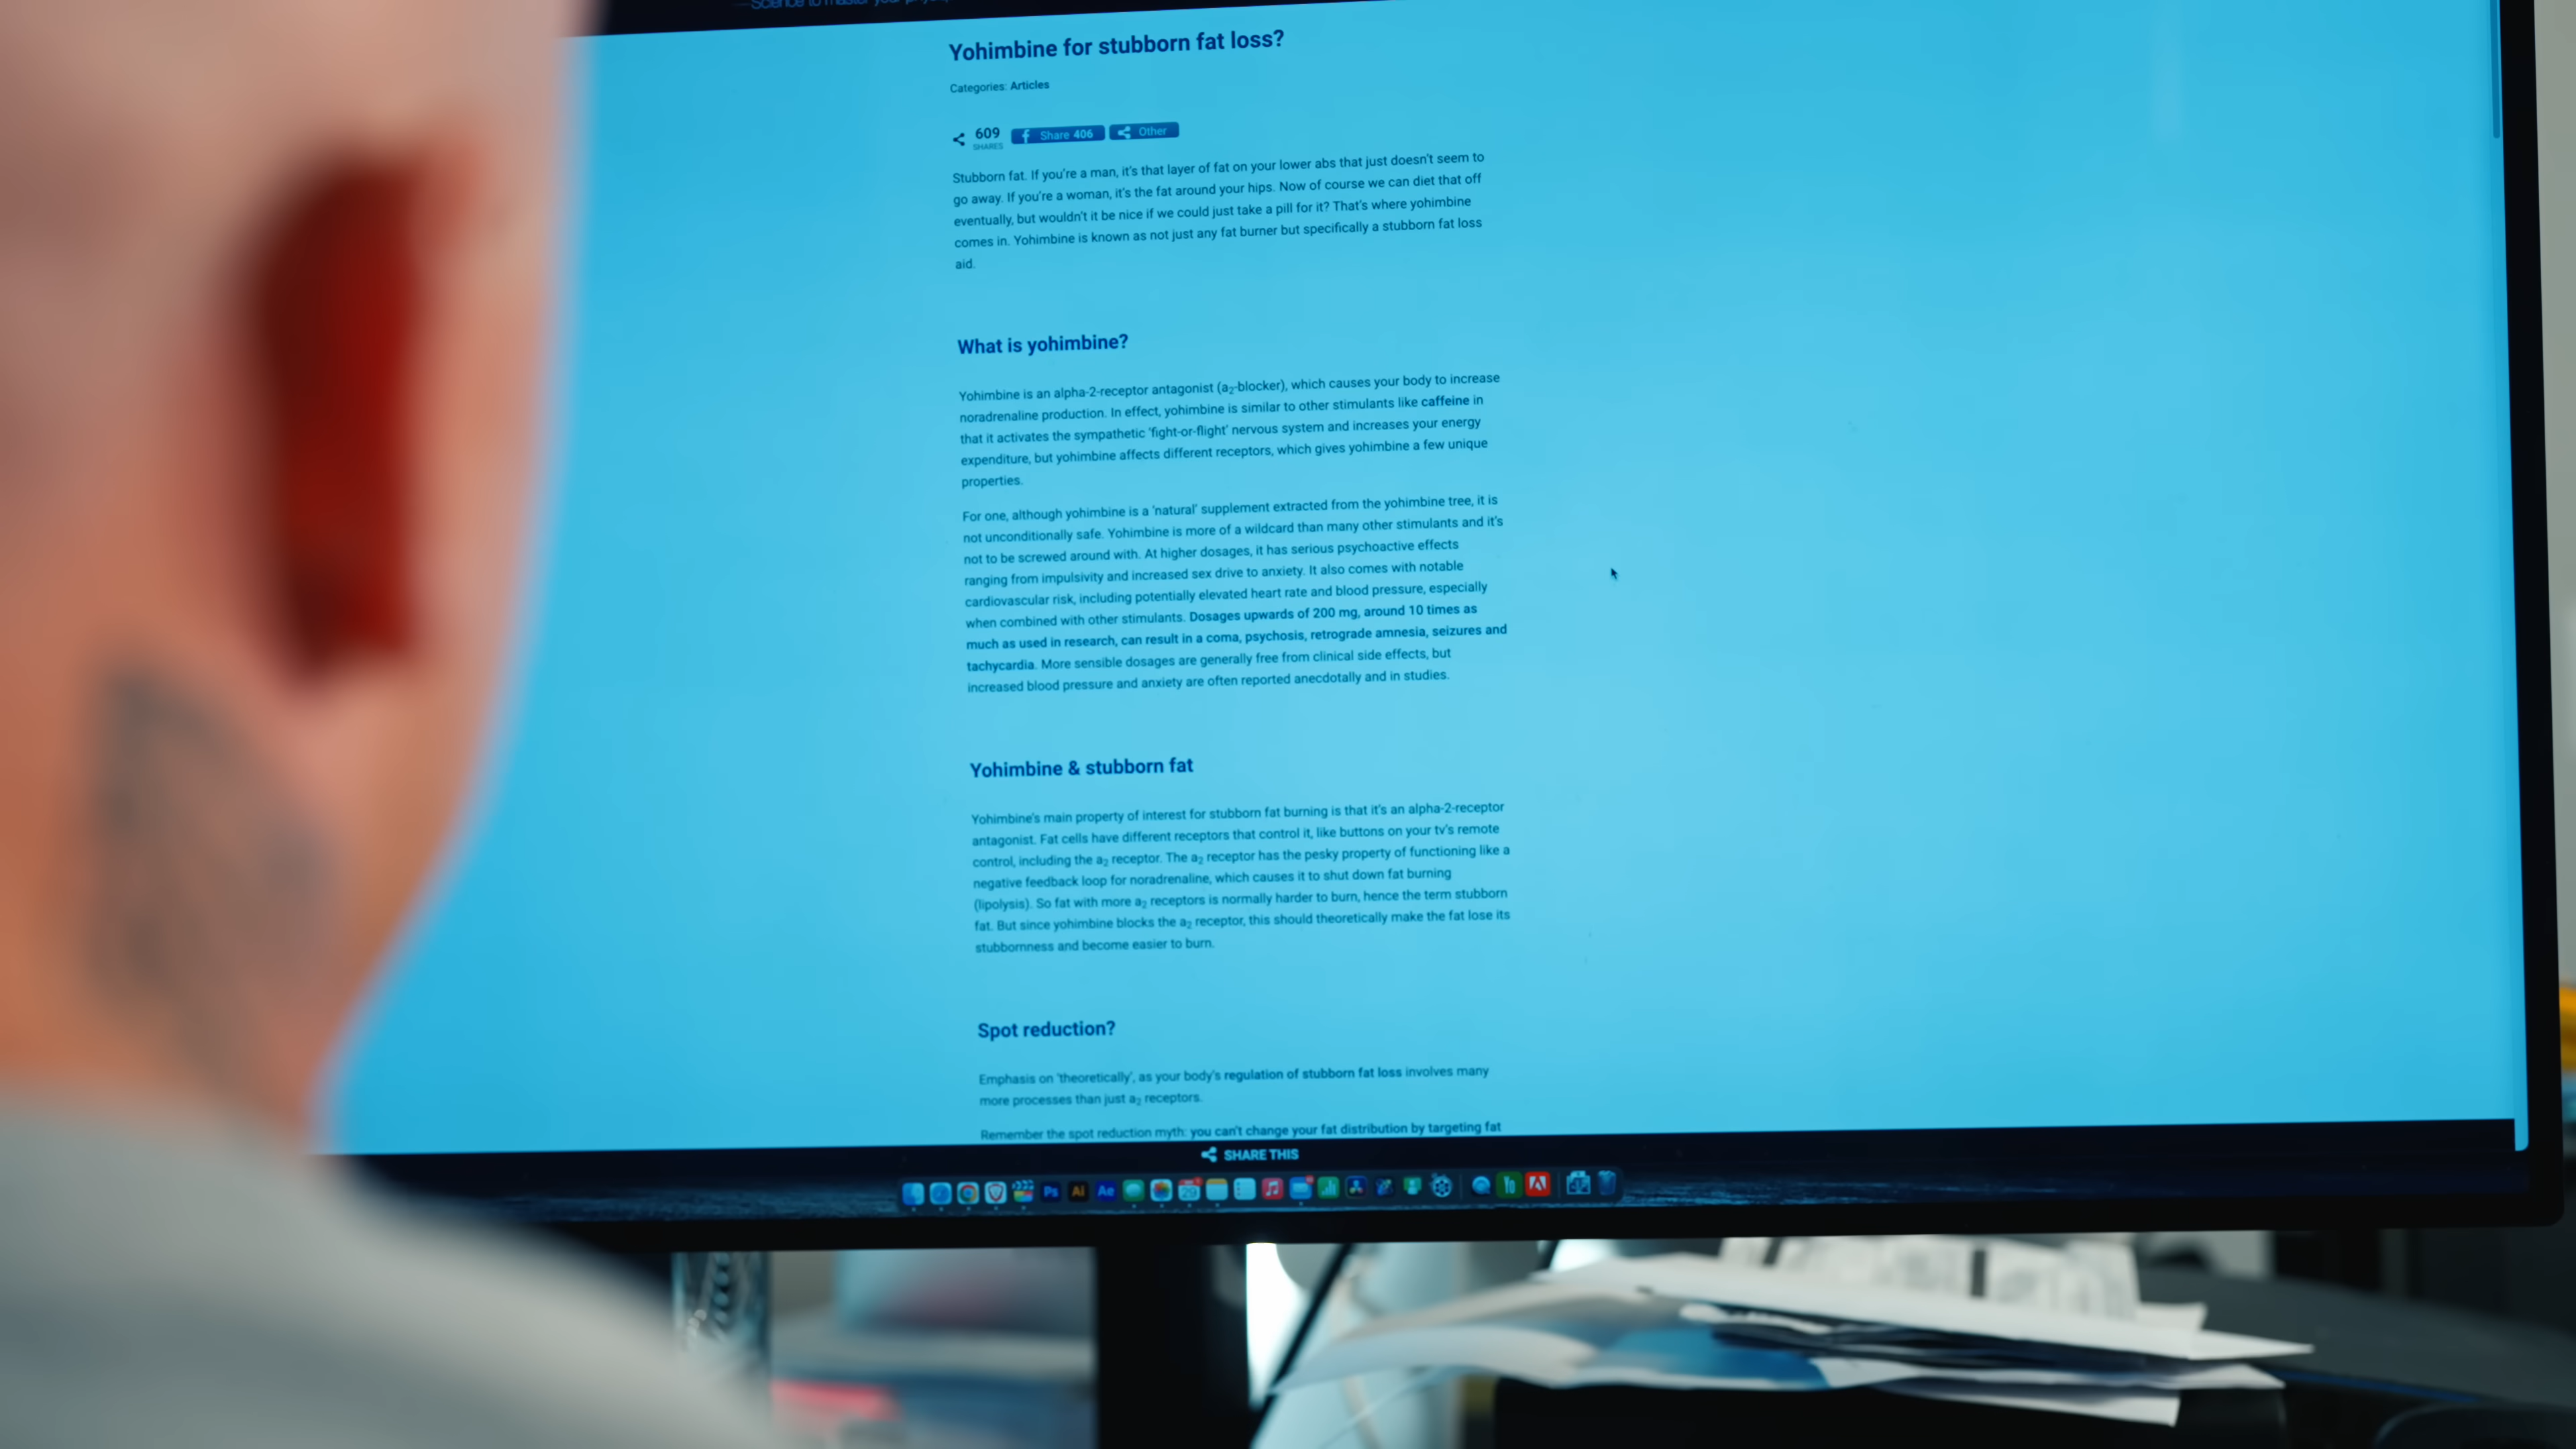 Science to master your
Yohimbine for stubborn fat loss?
Categories: Articles
609
SHARES
f Share 406
Other
Stubborn fat. If you're a man, it's that layer of fat on your lower abs that just doesn't seem to
go away. If you're a woman, it's the fat around your hips. Now of course we can diet that off
eventually, but wouldn't it be nice if we could just take a pill for it? That's where yohimbine
comes in. Yohimbine is known as not just any fat burner but specifically a stubborn fat loss
aid.
What is yohimbine?
Yohimbine is an alpha-2-receptor antagonist (a₂-blocker), which causes your body to increase
noradrenaline production. In effect, yohimbine is similar to other stimulants like caffeine in
that it activates the sympathetic 'fight-or-flight' nervous system and increases your energy
expenditure, but yohimbine affects different receptors, which gives yohimbine a few unique
properties.
For one, although yohimbine is a 'natural' supplement extracted from the yohimbine tree, it is
not unconditionally safe. Yohimbine is more of a wildcard than many other stimulants and it's
not to be screwed around with. At higher dosages, it has serious psychoactive effects
ranging from impulsivity and increased sex drive to anxiety. It also comes with notable
cardiovascular risk, including potentially elevated heart rate and blood pressure, especially
when combined with other stimulants. Dosages upwards of 200 mg, around 10 times as
much as used in research, can result in a coma, psychosis, retrograde amnesia, seizures and
tachycardia. More sensible dosages are generally free from clinical side effects, but
increased blood pressure and anxiety are often reported anecdotally and in studies.
Yohimbine & stubborn fat
Yohimbine's main property of interest for stubborn fat burning is that it's an alpha-2-receptor
antagonist. Fat cells have different receptors that control it, like buttons on your tv's remote
control, including the a₂ receptor. The a₂ receptor has the pesky property of functioning like a
negative feedback loop for noradrenaline, which causes it to shut down fat burning
(lipolysis). So fat with more a₂ receptors is normally harder to burn, hence the term stubborn
fat. But since yohimbine blocks the a₂ receptor, this should theoretically make the fat lose its
stubbornness and become easier to burn.
Spot reduction?
Emphasis on 'theoretically', as your body's regulation of stubborn fat loss involves many
more processes than just a₂ receptors.
Remember the spot reduction myth: you can't change your fat distribution by targeting fat
SHARE THIS
Ps Ai Ae 29 Yo